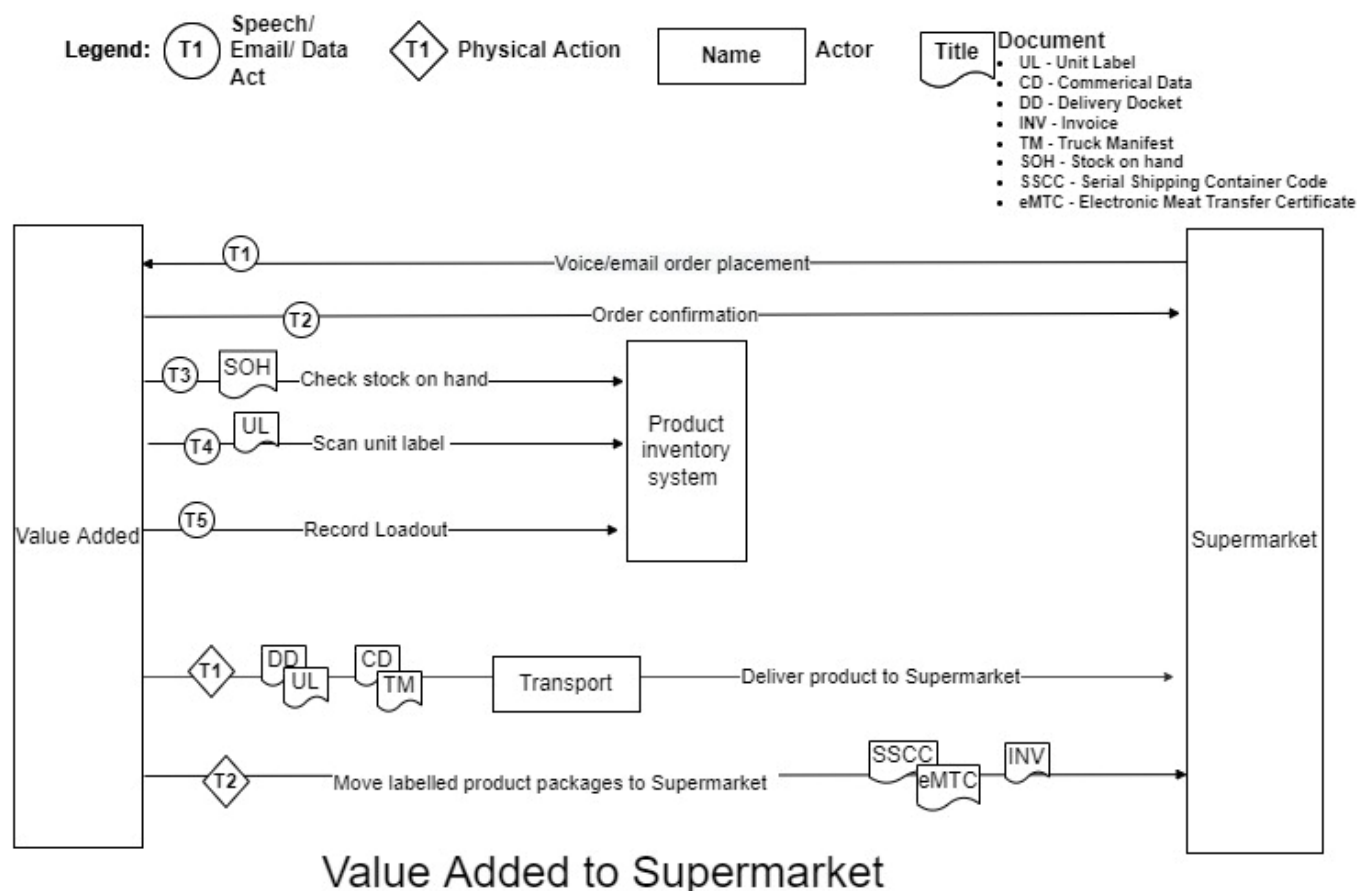 Legend:
T1
Speech/
Email/ Data
Act
T1
Physical Action
Name
Actor
Title
Document
• UL - Unit Label
• CD - Commerical Data
• DD - Delivery Docket
• INV - Invoice
• TM - Truck Manifest
• SOH - Stock on hand
• SSCC - Serial Shipping Container Code
• eMTC - Electronic Meat Transfer Certificate
Value Added
Supermarket
T1
Voice/email order placement
T2
Order confirmation
T3
SOH
Check stock on hand
T4
UL
Scan unit label
T5
Record Loadout
Product
inventory
system
T1
DD
UL
CD
TM
Transport
Deliver product to Supermarket
T2
Move labelled product packages to Supermarket
SSCC
eMTC
INV
Value Added to Supermarket